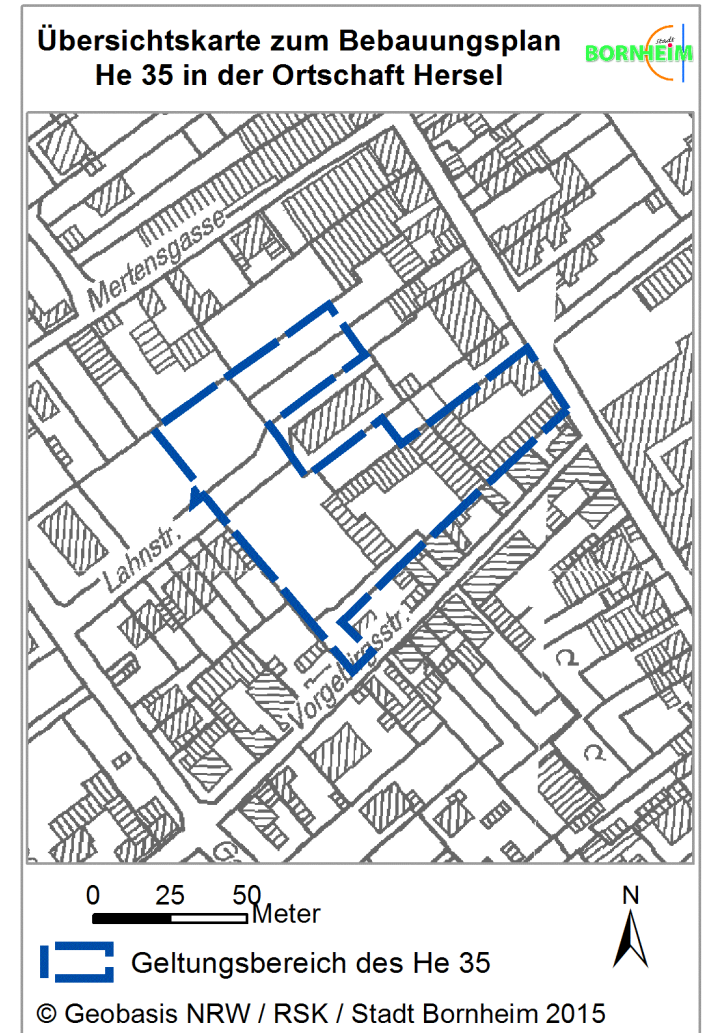 Übersichtskarte zum Bebauungsplan
He 35 in der Ortschaft Hersel
Stadt
BORNHEIM
Mertensgasse
Lahnstr.
Vorgebirgsstr.
0 25 50
Meter
N
Geltungsbereich des He 35
© Geobasis NRW / RSK / Stadt Bornheim 2015